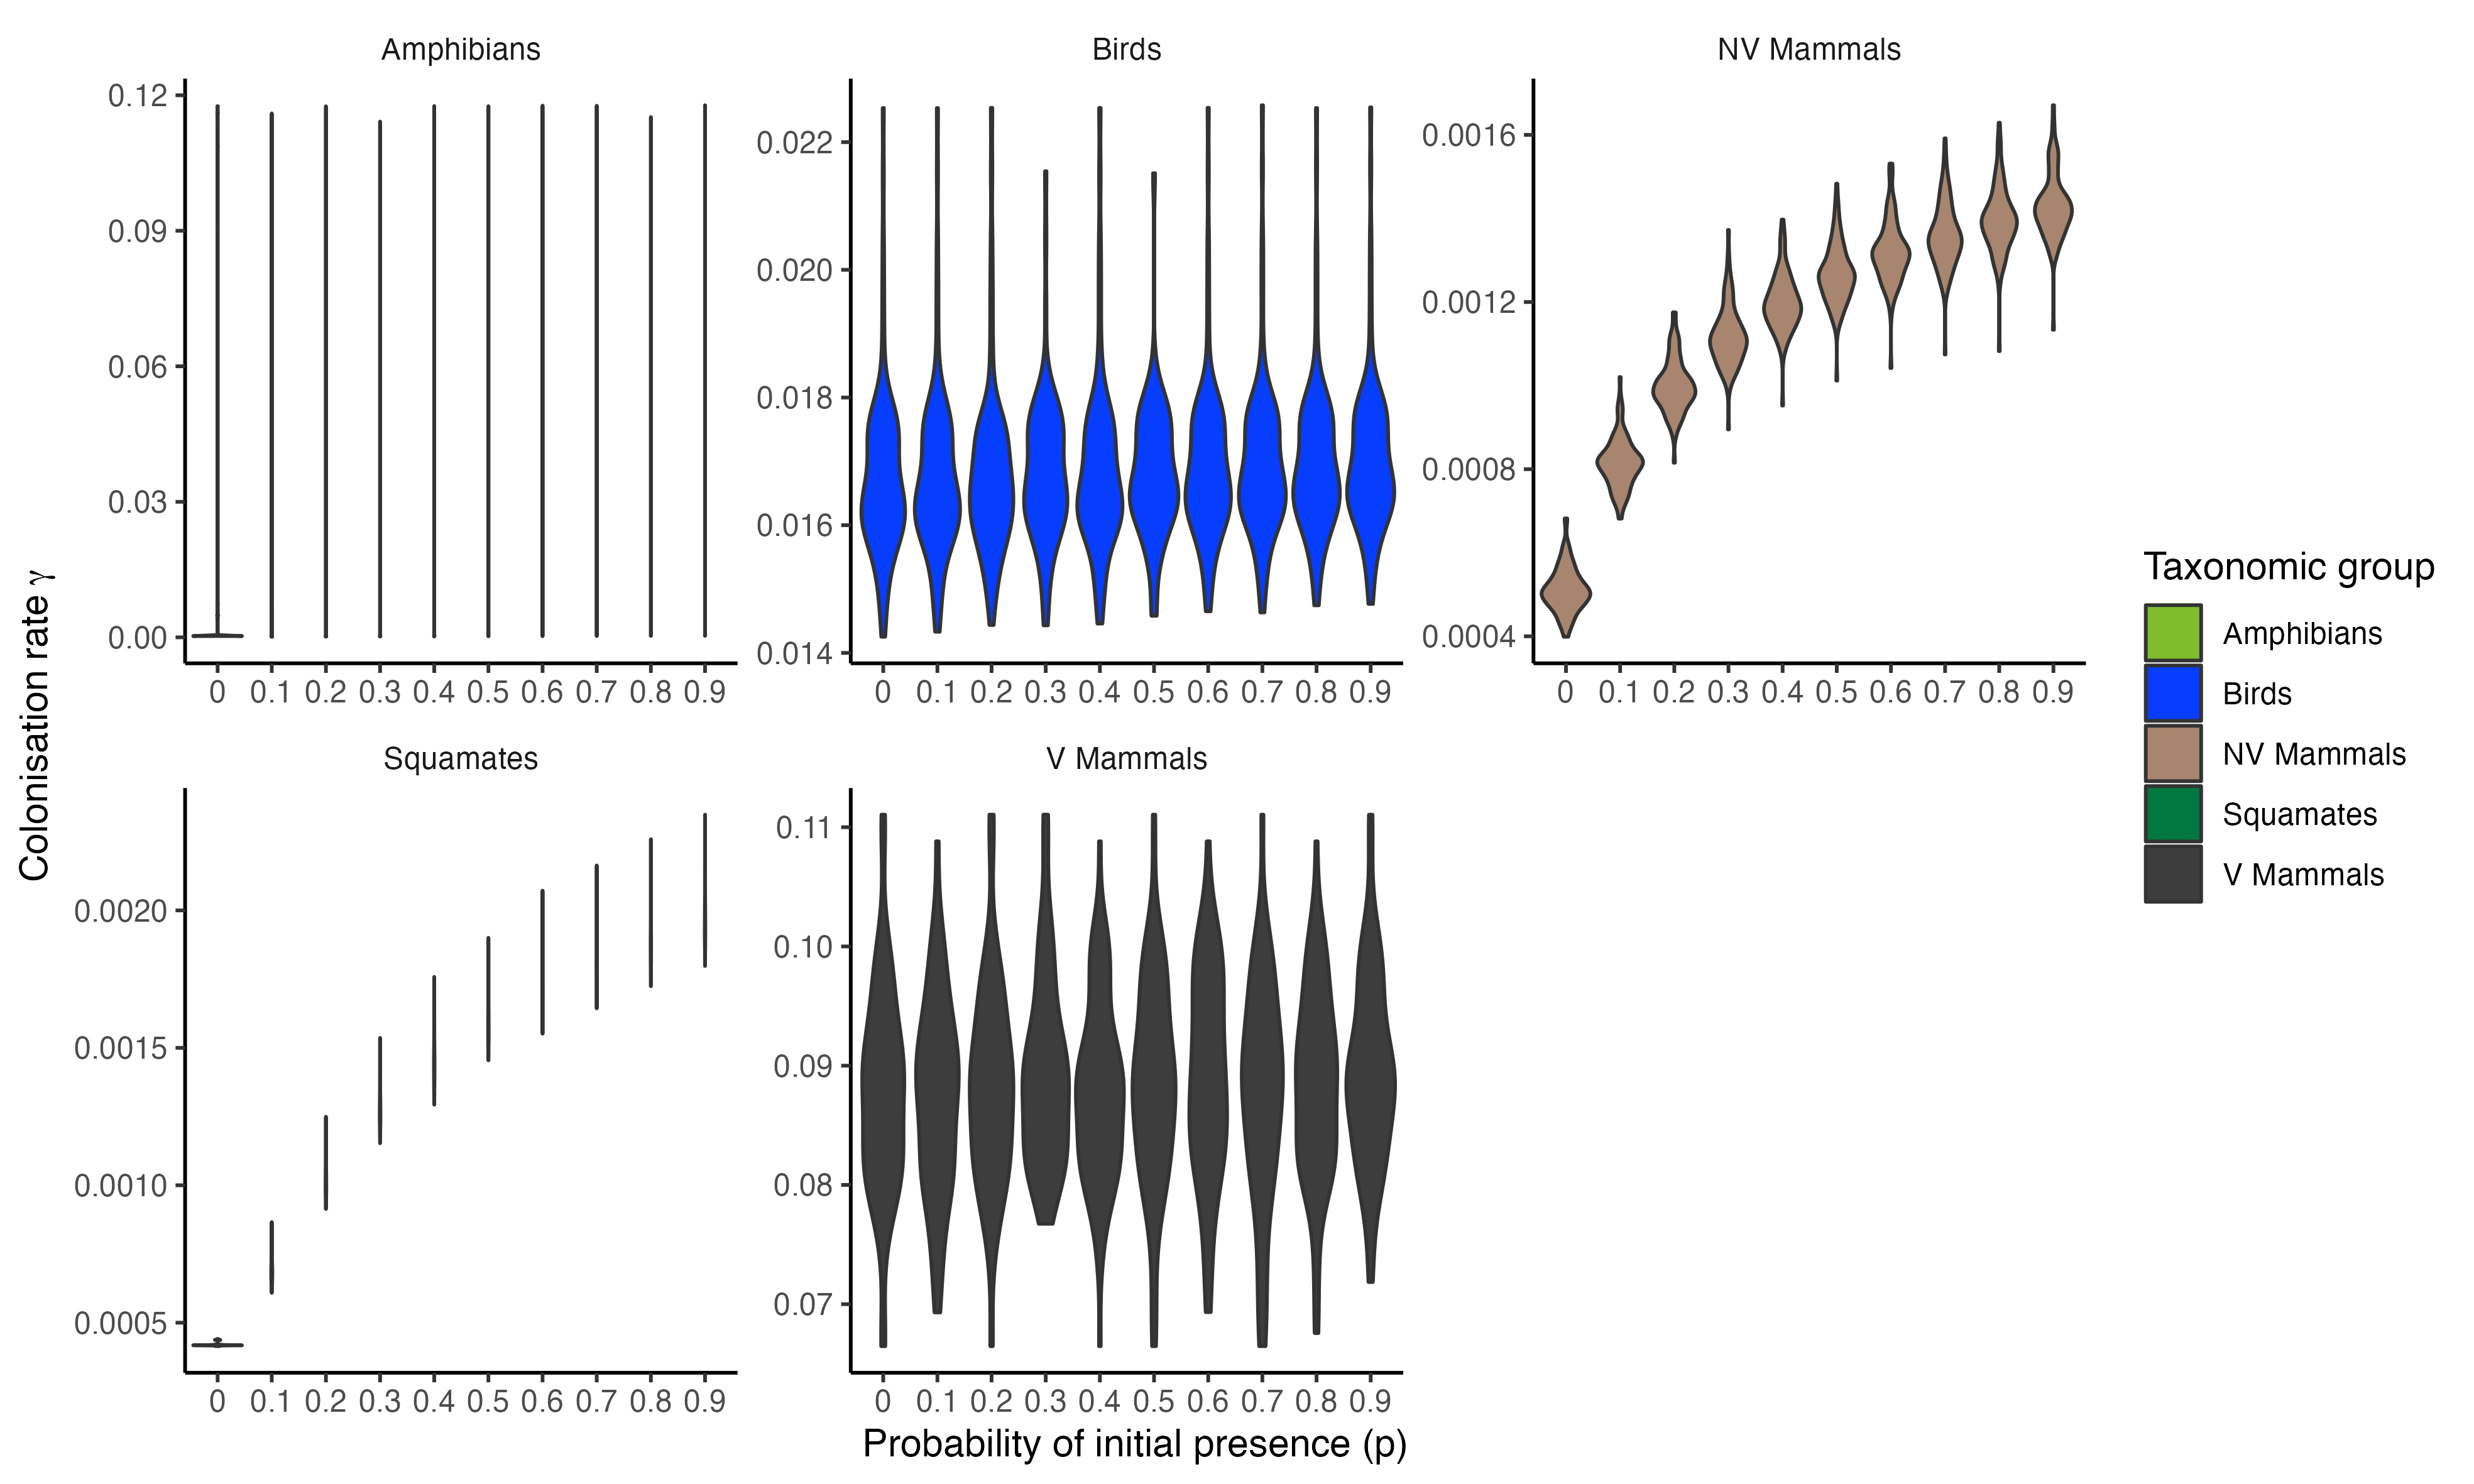 Amphibians
Birds
NV Mammals
0.12
0.09
0.06
0.03
0.00
0.022
0.020
0.018
0.016
0.014
0.0016
0.0012
0.0008
0.0004
0 0.1 0.2 0.3 0.4 0.5 0.6 0.7 0.8 0.9
0 0.1 0.2 0.3 0.4 0.5 0.6 0.7 0.8 0.9
0 0.1 0.2 0.3 0.4 0.5 0.6 0.7 0.8 0.9
Squamates
V Mammals
0.0020
0.0015
0.0010
0.0005
0.11
0.10
0.09
0.08
0.07
0 0.1 0.2 0.3 0.4 0.5 0.6 0.7 0.8 0.9
0 0.1 0.2 0.3 0.4 0.5 0.6 0.7 0.8 0.9
Colonisation rate γ
Probability of initial presence (p)
Taxonomic group
Amphibians
Birds
NV Mammals
Squamates
V Mammals